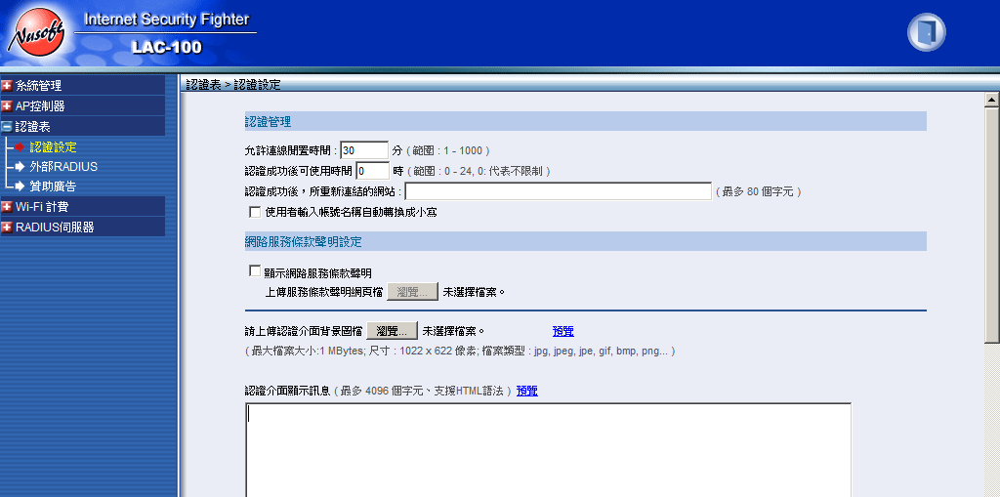 Nusoft
Internet Security Fighter
LAC-100
系統管理
AP控制器
認證表
認證設定
外部RADIUS
贊助廣告
Wi-Fi 計費
RADIUS伺服器
認證表 > 認證設定
認證管理
允許連線閒置時間 : 30 分 ( 範圍 : 1 - 1000 )
認證成功後可使用時間 0 時 ( 範圍 : 0 - 24, 0: 代表不限制 )
認證成功後，所重新連結的網站 : ( 最多 80 個字元 )
使用者輸入帳號名稱自動轉換成小寫
網路服務條款聲明設定
顯示網路服務條款聲明
上傳服務條款聲明網頁檔 瀏覽... 未選擇檔案。
請上傳認證介面背景圖檔 瀏覽... 未選擇檔案。 預覽
( 最大檔案大小:1 MBytes; 尺寸 : 1022 x 622 像素; 檔案類型 : jpg, jpeg, jpe, gif, bmp, png... )
認證介面顯示訊息 ( 最多 4096 個字元、支援HTML語法 ) 預覽